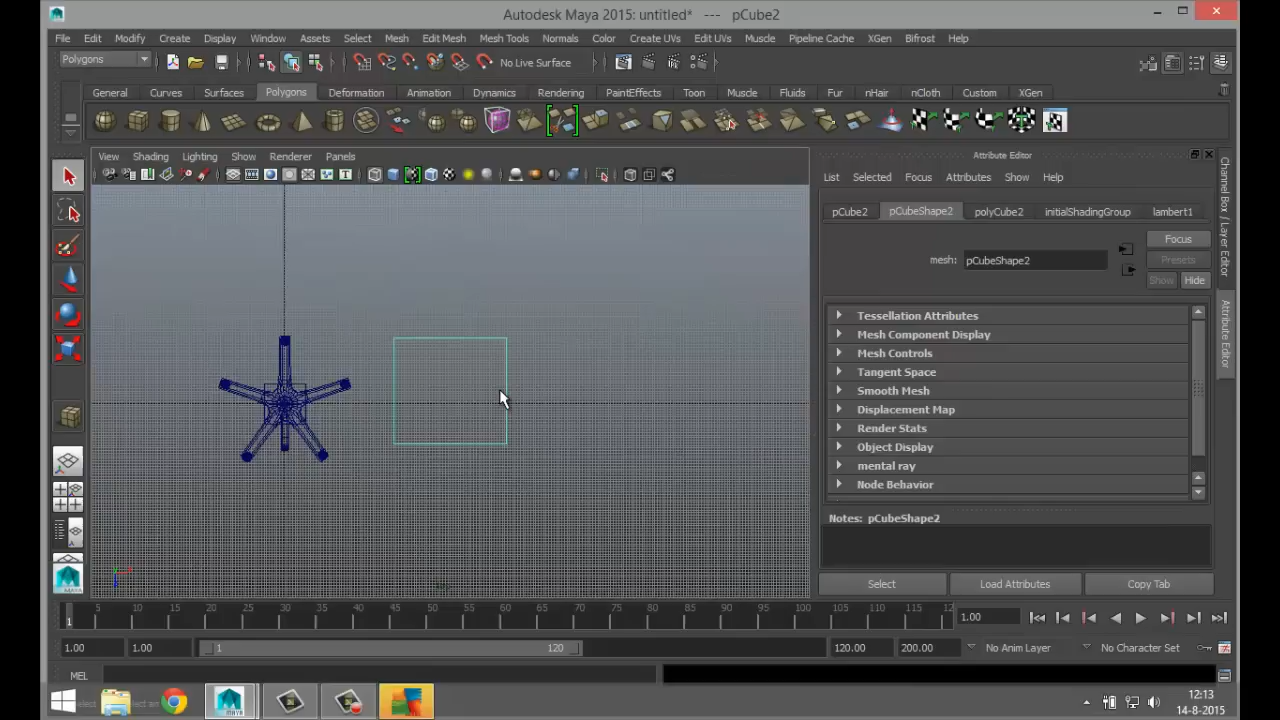 Autodesk Maya 2015: untitled* --- pCube2
File Edit Modify Create Display Window Assets Select Mesh Edit Mesh Mesh Tools Normals Color Create UVs Edit UVs Muscle Pipeline Cache XGen Bifrost Help
Polygons No Live Surface
General Curves Surfaces Polygons Deformation Animation Dynamics Rendering PaintEffects Toon Muscle Fluids Fur nHair nCloth Custom XGen
View Shading Lighting Show Renderer Panels
Attribute Editor
List Selected Focus Attributes Show Help
pCube2 pCubeShape2 polyCube2 initialShadingGroup lambert1
Focus
mesh: pCubeShape2
Presets
Show Hide
Tessellation Attributes
Mesh Component Display
Mesh Controls
Tangent Space
Smooth Mesh
Displacement Map
Render Stats
Object Display
mental ray
Node Behavior
Notes: pCubeShape2
Select Load Attributes Copy Tab
Channel Box / Layer Editor
Attribute Editor
5 10 15 20 25 30 35 40 45 50 55 60 65 70 75 80 85 90 95 100 105 110 115 12
1 1.00
1.00 1.00 1 120 120.00 200.00 No Anim Layer No Character Set
MEL
MAYA
12:13
14-8-2015